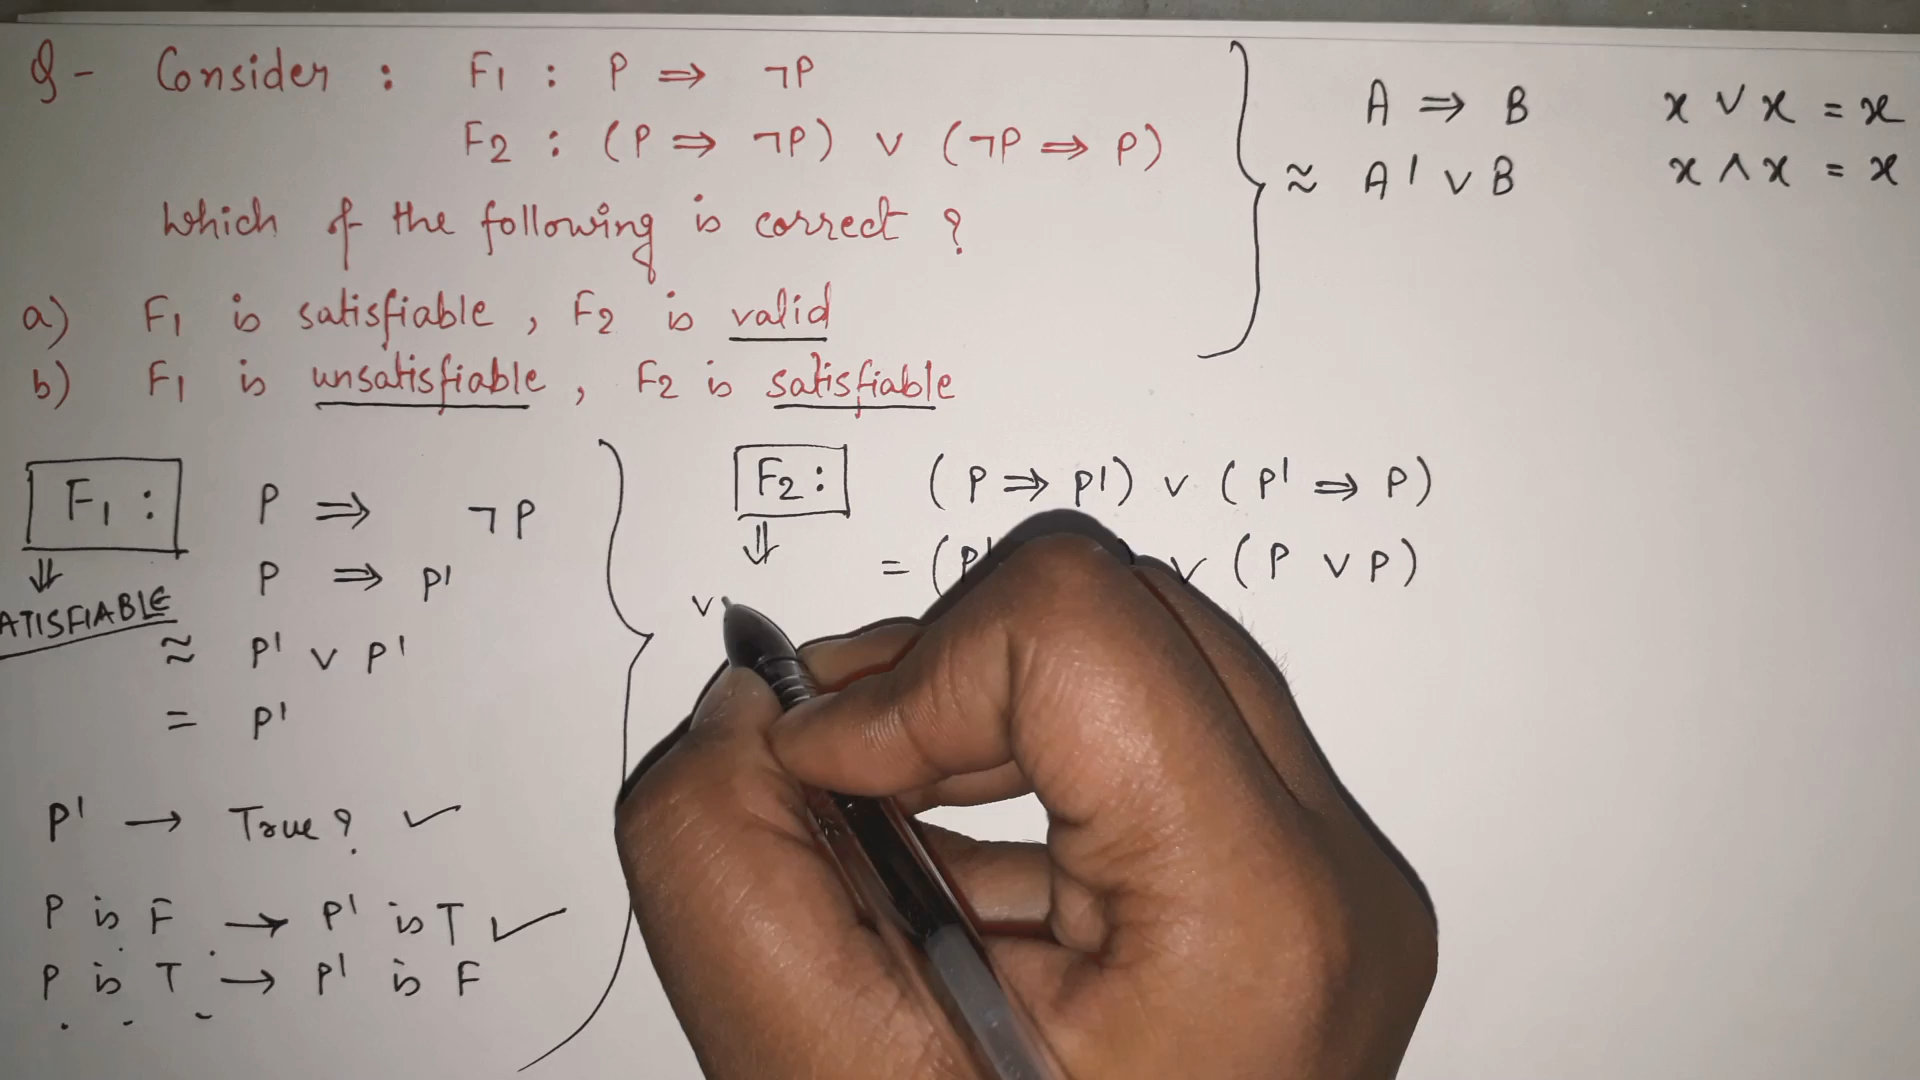 Q- Consider : F1 : P ⇒ ¬P
F2 : (P ⇒ ¬P) ∨ (¬P ⇒ P)
Which of the following is correct ?
a) F1 is satisfiable, F2 is valid
b) F1 is unsatisfiable, F2 is satisfiable
A ⇒ B
≈ A' ∨ B
x ∨ x = x
x ∧ x = x
F1 :
⇓
ATISFIABLE
P ⇒ ¬P
P ⇒ P'
≈ P' ∨ P'
= P'
P' → True ? ✓
P is F → P' is T ✓
P is T → P' is F
F2 :
⇓
V
(P ⇒ P') ∨ (P' ⇒ P)
= (P' ∨ (P ∨ P)